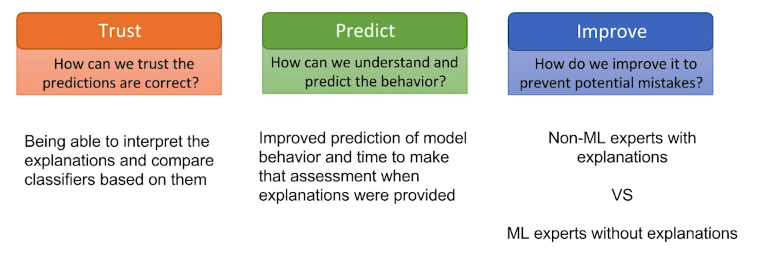 Trust
How can we trust the
predictions are correct?
Being able to interpret the
explanations and compare
classifiers based on them
Predict
How can we understand and
predict the behavior?
Improved prediction of model
behavior and time to make
that assessment when
explanations were provided
Improve
How do we improve it to
prevent potential mistakes?
Non-ML experts with
explanations
VS
ML experts without explanations